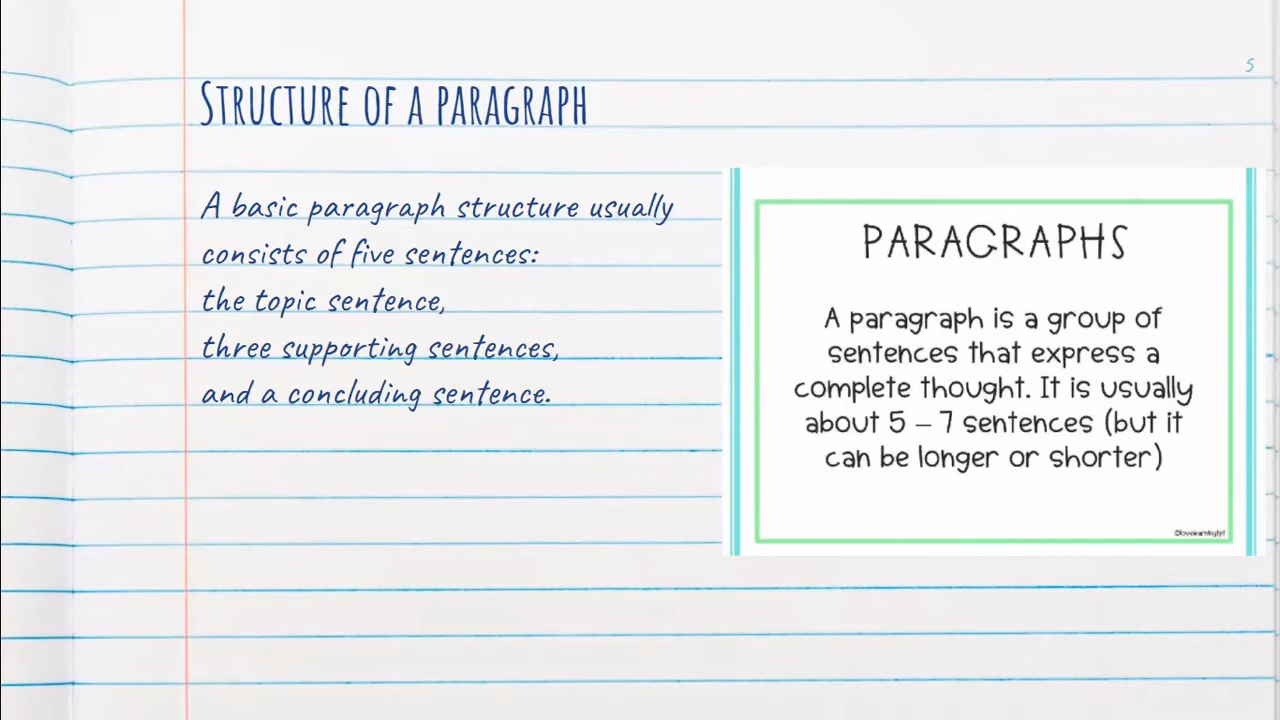 5
STRUCTURE OF A PARAGRAPH
A basic paragraph structure usually
consists of five sentences:
the topic sentence,
three supporting sentences,
and a concluding sentence.
PARAGRAPHS
A paragraph is a group of
sentences that express a
complete thought. It is usually
about 5 – 7 sentences (but it
can be longer or shorter)